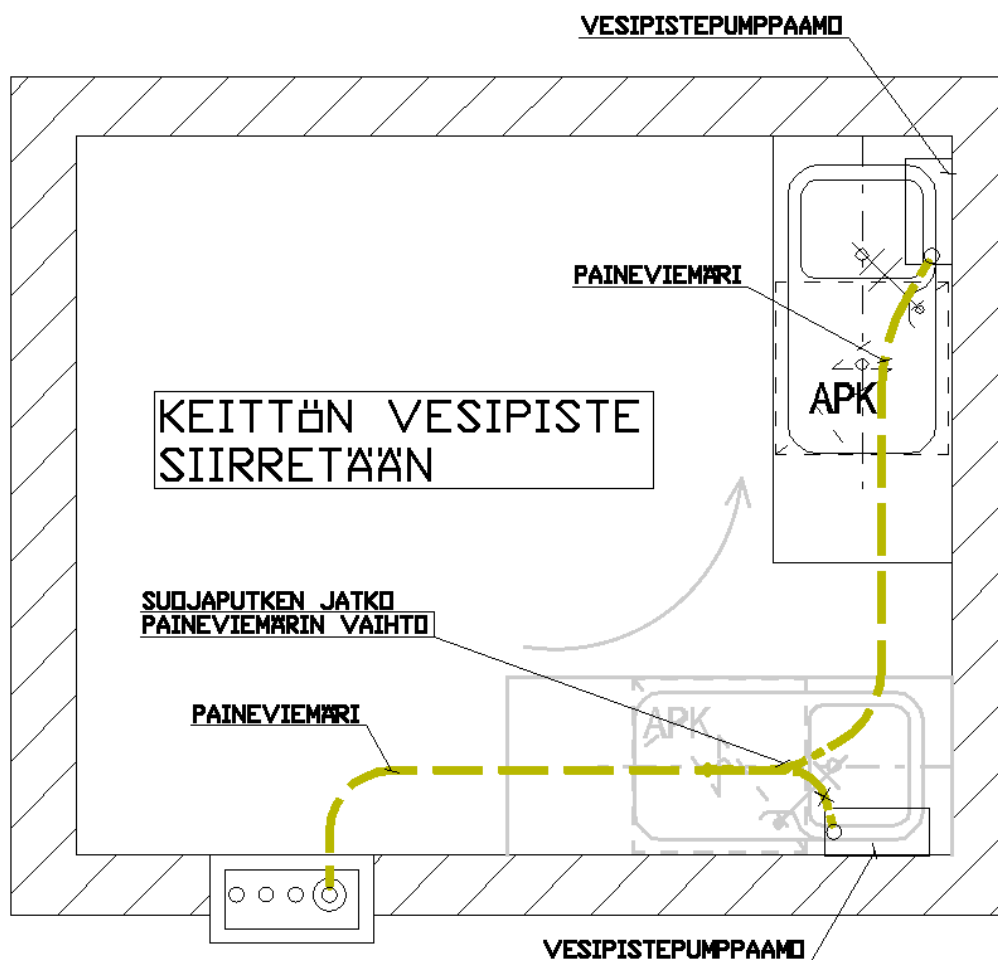 VESIPISTEPUMPPAAMO
PAINEVIEMÄRI
APK
KEITTÖN VESIPISTE
SIIRRETÄÄN
SUOJAPUTKEN JATKO
PAINEVIEMÄRIN VAIHTO
PAINEVIEMÄRI
APK
VESIPISTEPUMPPAAMO